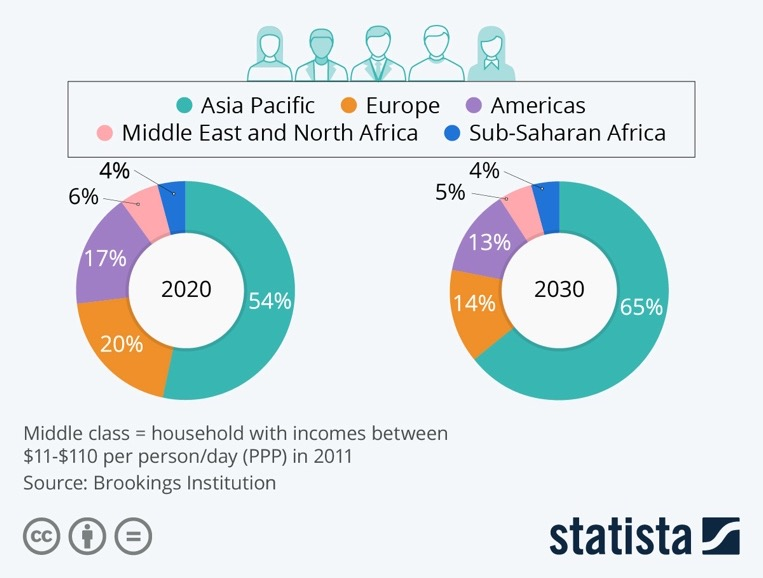 Asia Pacific Europe Americas
Middle East and North Africa Sub-Saharan Africa
4%
6%
17%
20%
54%
2020
4%
5%
13%
14%
65%
2030
Middle class = household with incomes between
$11-$110 per person/day (PPP) in 2011
Source: Brookings Institution
cc
=
statista